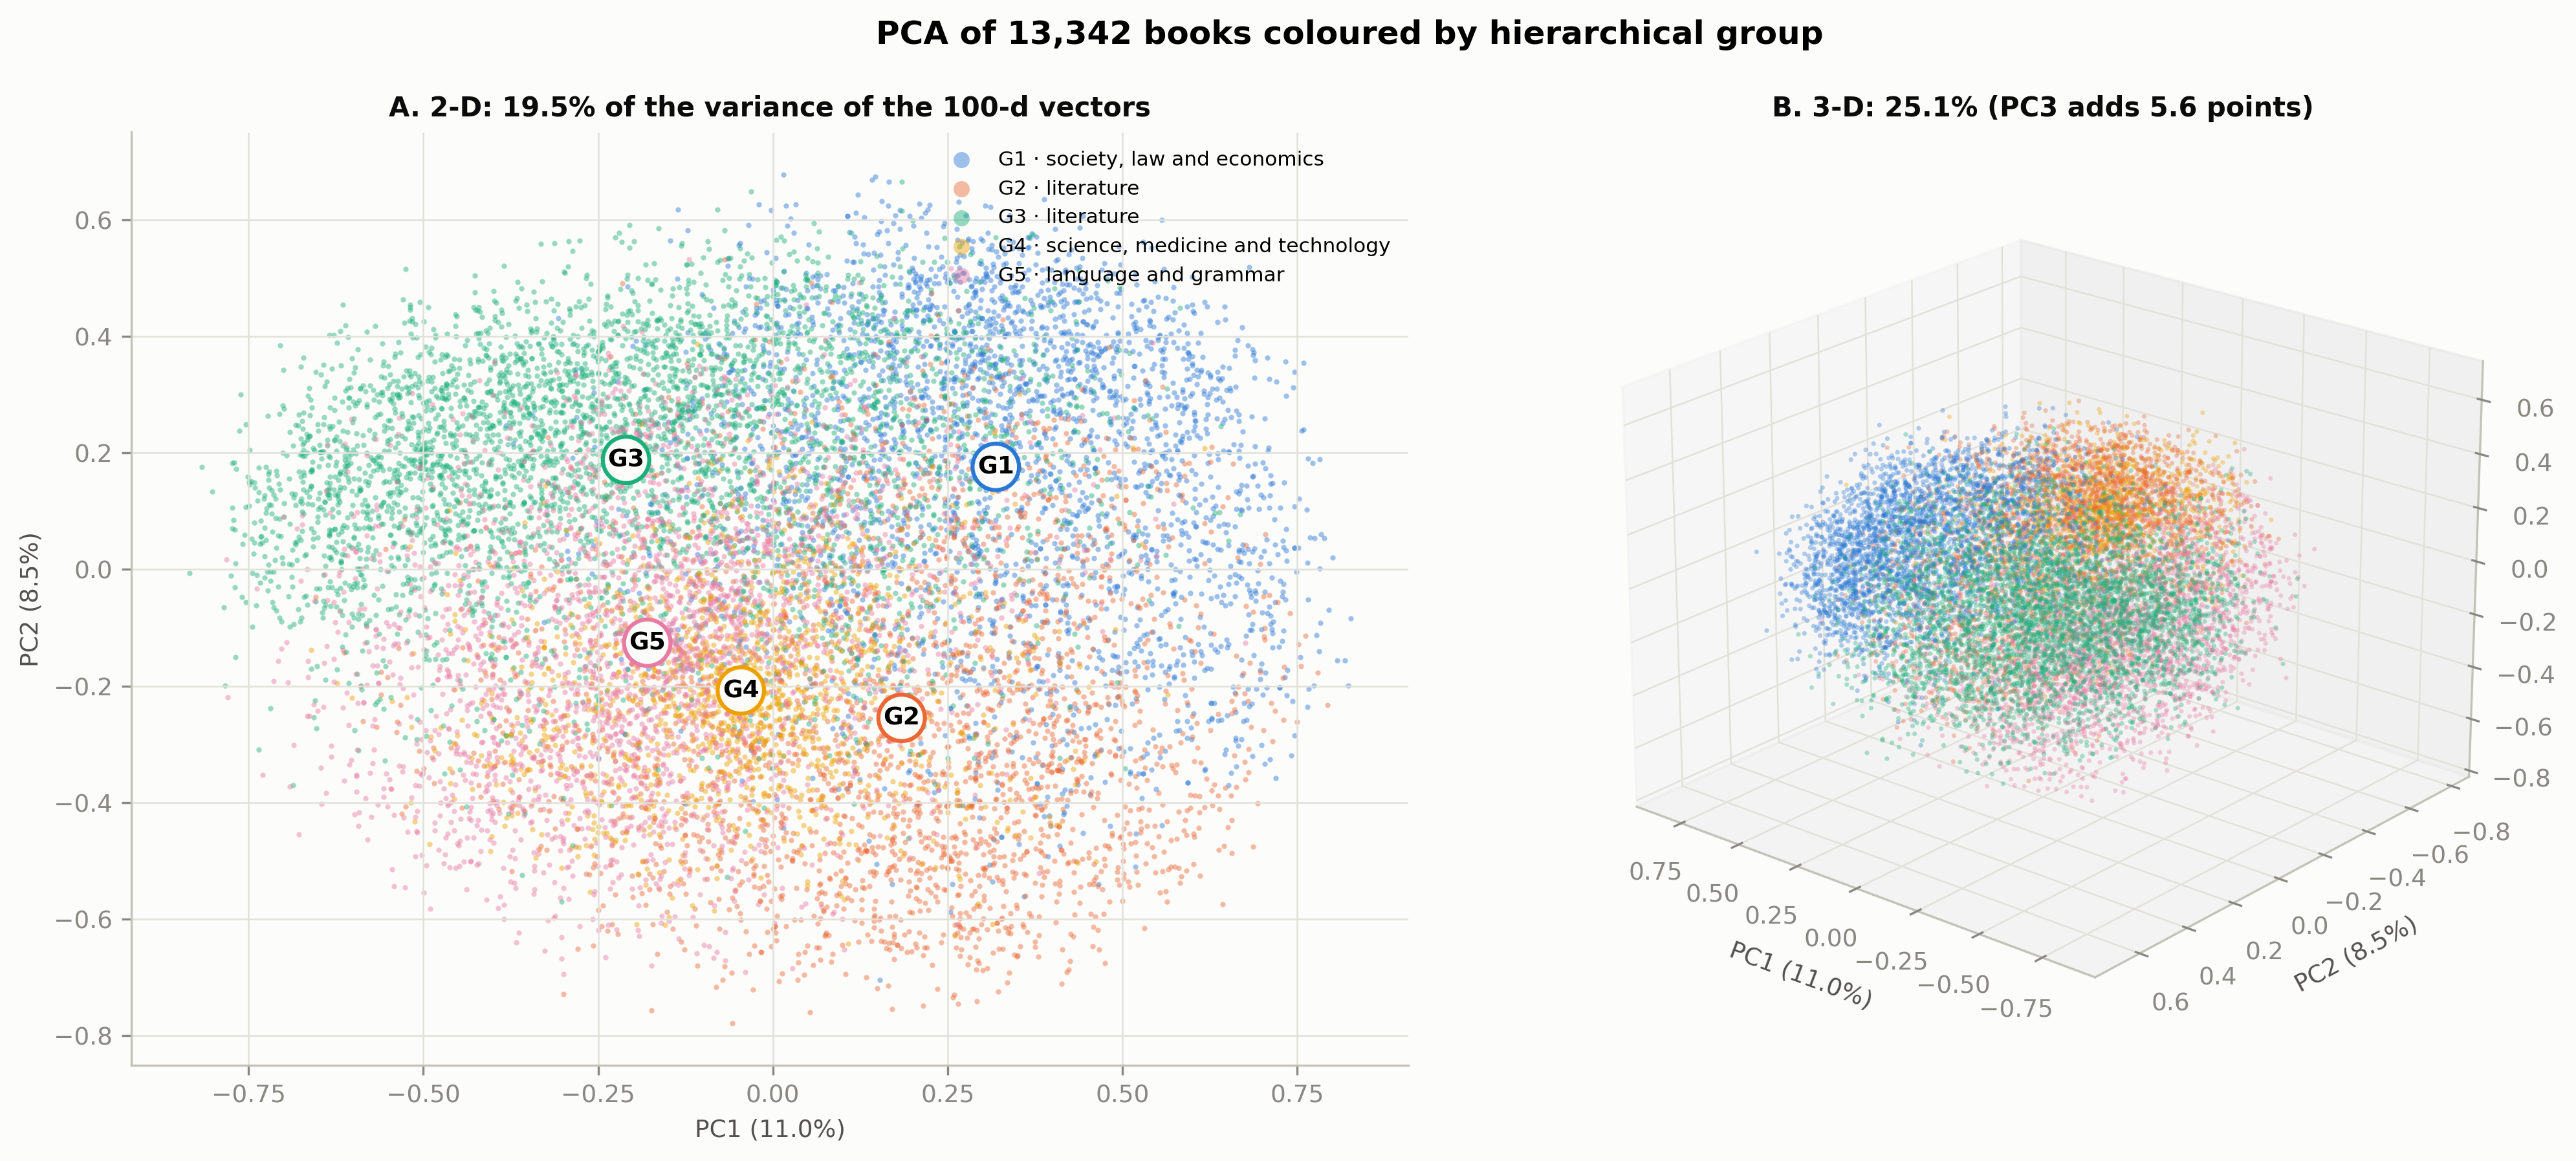 PCA of 13,342 books coloured by hierarchical group
A. 2-D: 19.5% of the variance of the 100-d vectors
G1 · society, law and economics
G2 · literature
G3 · literature
G4 · science, medicine and technology
G5 · language and grammar
0.6
0.4
0.2
0.0
−0.2
−0.4
−0.6
−0.8
PC2 (8.5%)
G3
G1
G5
G4
G2
−0.75
−0.50
−0.25
0.00
0.25
0.50
0.75
PC1 (11.0%)
B. 3-D: 25.1% (PC3 adds 5.6 points)
0.6
0.4
0.2
0.0
−0.2
−0.4
−0.6
−0.8
0.75
0.50
0.25
0.00
−0.25
−0.50
−0.75
PC1 (11.0%)
−0.8
−0.6
−0.4
−0.2
0.0
0.2
0.4
0.6
PC2 (8.5%)